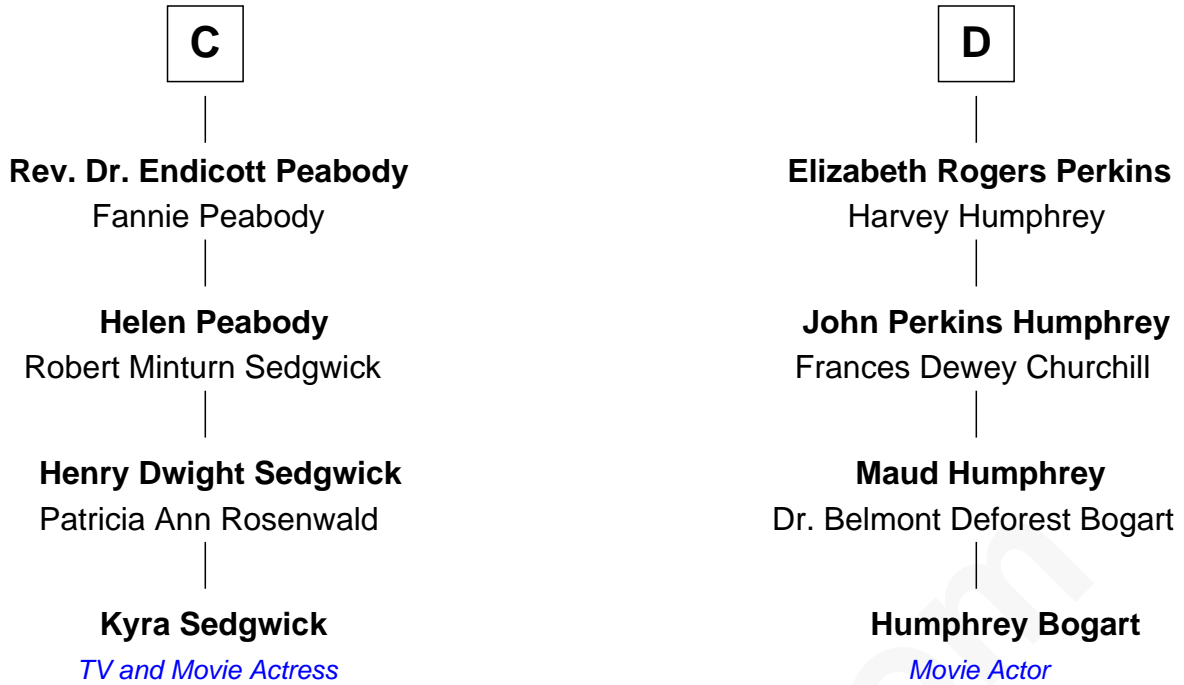 C
Rev. Dr. Endicott Peabody
Fannie Peabody
Helen Peabody
Robert Minturn Sedgwick
Henry Dwight Sedgwick
Patricia Ann Rosenwald
Kyra Sedgwick
TV and Movie Actress
D
Elizabeth Rogers Perkins
Harvey Humphrey
John Perkins Humphrey
Frances Dewey Churchill
Maud Humphrey
Dr. Belmont Deforest Bogart
Humphrey Bogart
Movie Actor
om